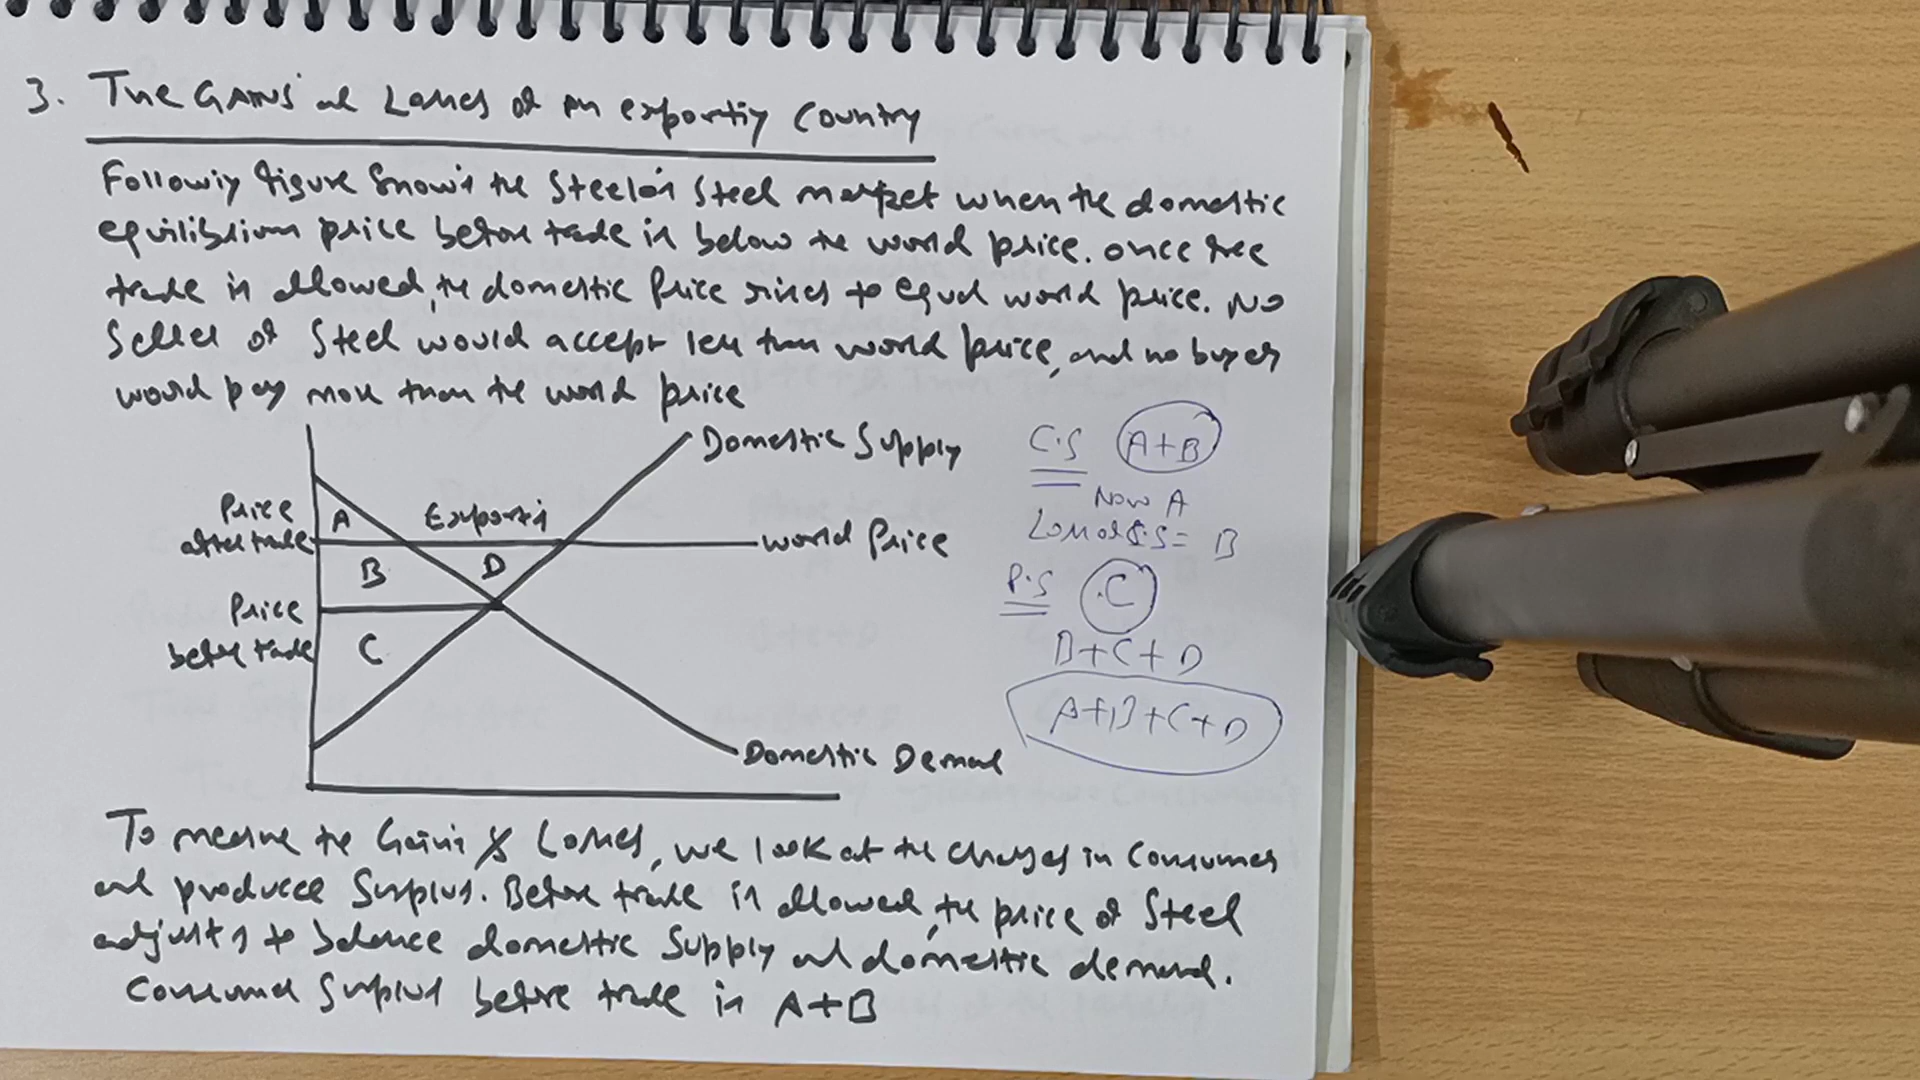 3. The GAINS and Losses of an exporting Country
Following figure shows the Steelon Steel market when the domestic
equilibrium price before trade is below the world price. once free
trade is allowed, the domestic price rises to equal world price. No
Seller of Steel would accept less than world price, and no buyer
would pay more than the world price
Domestic Supply
Price
after trade
A
Exports
World Price
B
D
Price
before trade
C
Domestic Demand
C.S A+B
Now A
Loss of C.S = B
P.S C
B+C+D
A+B+C+D
To measure the Gains & Losses, we look at the changes in Consumer
and producer Surplus. Before trade is allowed, the price of Steel
adjusts to balance domestic Supply and domestic demand.
Consumer Surplus before trade is A+B